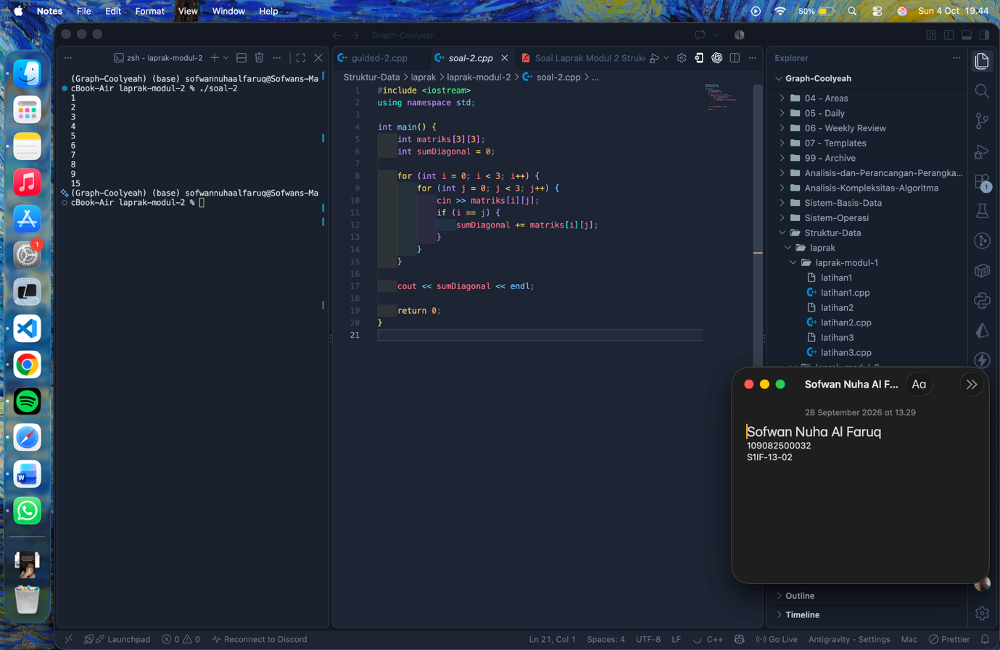 Notes File Edit Format View Window Help
50% Sun 4 Oct 19.44
Graph-Coolyeah
zsh - laprak-modul-2
(Graph-Coolyeah) (base) sofwannuhaalfaruq@Sofwans-Ma
cBook-Air laprak-modul-2 % ./soal-2
1
2
3
4
5
6
7
8
9
15
(Graph-Coolyeah) (base) sofwannuhaalfaruq@Sofwans-Ma
cBook-Air laprak-modul-2 %
guided-2.cpp soal-2.cpp Soal Laprak Modul 2 Struk
Struktur-Data > laprak > laprak-modul-2 > soal-2.cpp > ...
1 #include <iostream>
2 using namespace std;
3
4 int main() {
5 int matriks[3][3];
6 int sumDiagonal = 0;
7
8 for (int i = 0; i < 3; i++) {
9 for (int j = 0; j < 3; j++) {
10 cin >> matriks[i][j];
11 if (i == j) {
12 sumDiagonal += matriks[i][j];
13 }
14 }
15 }
16
17 cout << sumDiagonal << endl;
18
19 return 0;
20 }
21
Explorer
Graph-Coolyeah
04 - Areas
05 - Daily
06 - Weekly Review
07 - Templates
99 - Archive
Analisis-dan-Perancangan-Perangka...
Analisis-Kompleksitas-Algoritma
Sistem-Basis-Data
Sistem-Operasi
Struktur-Data
laprak
laprak-modul-1
latihan1
latihan1.cpp
latihan2
latihan2.cpp
latihan3
latihan3.cpp
1
1
Sofwan Nuha Al F... Aa
28 September 2026 at 13.29
Sofwan Nuha Al Faruq
109082500032
S1IF-13-02
Outline
Timeline
Launchpad 0 0 Reconnect to Discord Ln 21, Col 1 Spaces: 4 UTF-8 LF C++ Go Live Antigravity - Settings Mac Prettier